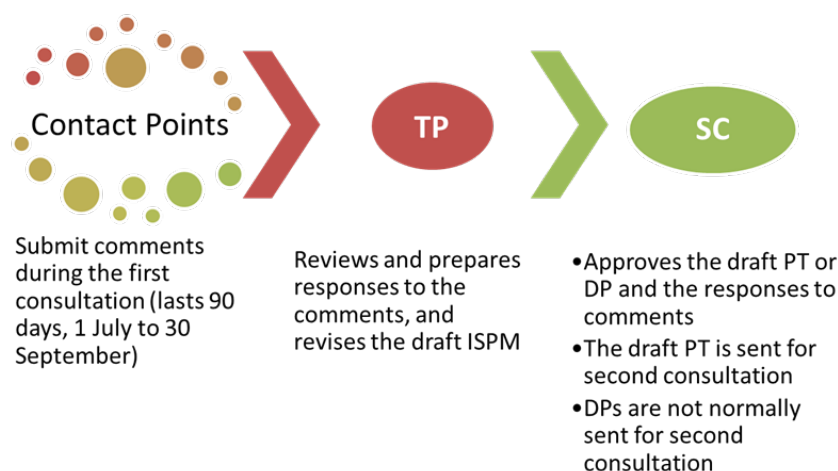 Contact Points
Submit comments
during the first
consultation (lasts 90
days, 1 July to 30
September)
TP
Reviews and prepares
responses to the
comments, and
revises the draft ISPM
SC
•Approves the draft PT or
DP and the responses to
comments
•The draft PT is sent for
second consultation
•DPs are not normally
sent for second
consultation